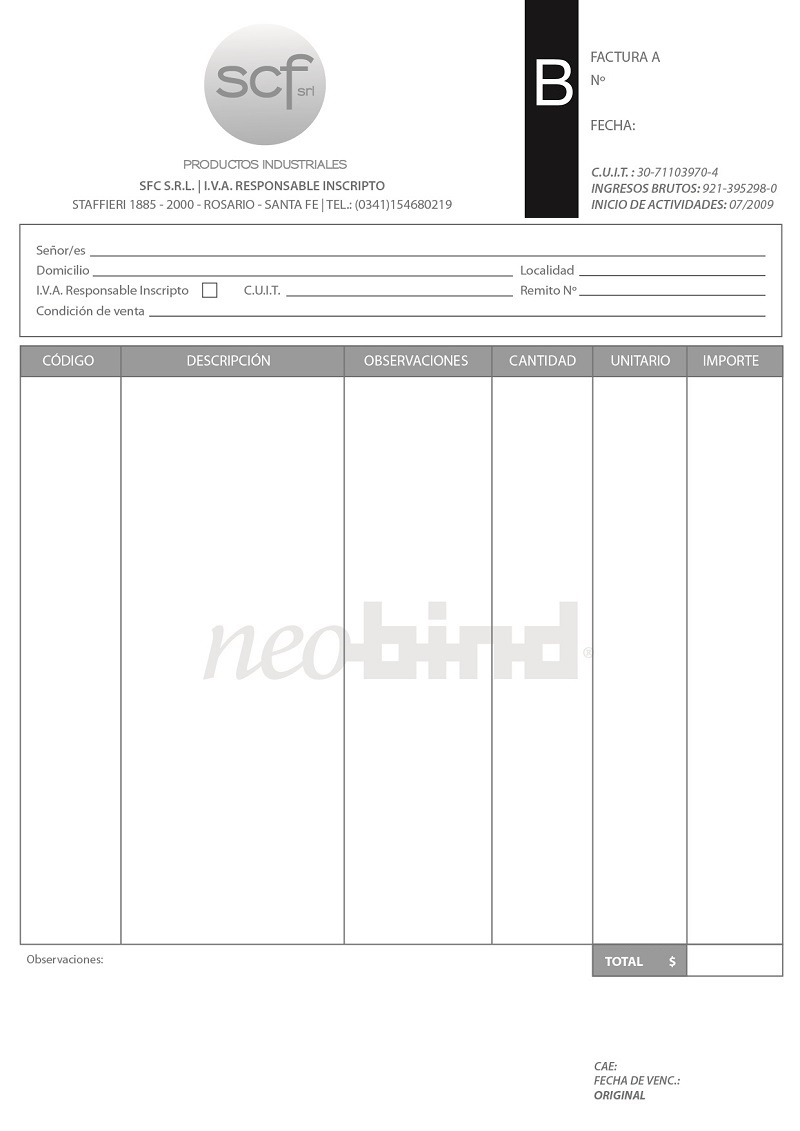 scf srl
PRODUCTOS INDUSTRIALES
SFC S.R.L. | I.V.A. RESPONSABLE INSCRIPTO
STAFFIERI 1885 - 2000 - ROSARIO - SANTA FE | TEL.: (0341)154680219
B
FACTURA A
Nº
FECHA:
C.U.I.T. : 30-71103970-4
INGRESOS BRUTOS: 921-395298-0
INICIO DE ACTIVIDADES: 07/2009
Señor/es
Domicilio Localidad
I.V.A. Responsable Inscripto C.U.I.T. Remito Nº
Condición de venta
CÓDIGO DESCRIPCIÓN OBSERVACIONES CANTIDAD UNITARIO IMPORTE
neobind®
Observaciones: TOTAL $
CAE:
FECHA DE VENC.:
ORIGINAL